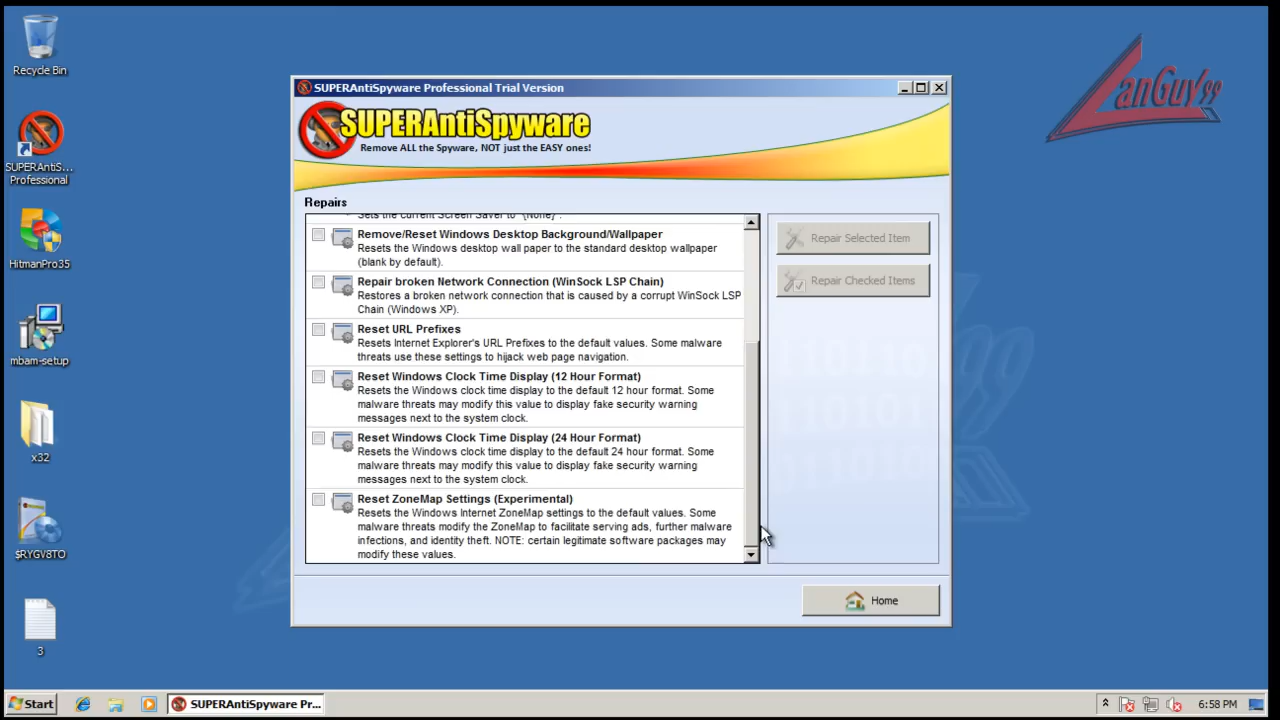 Recycle Bin
SUPERAntiS...
Professional
HitmanPro35
mbam-setup
x32
$RYGV8TO
3
LanGuy99
SUPERAntiSpyware Professional Trial Version
SUPERAntiSpyware
Remove ALL the Spyware, NOT just the EASY ones!
Repairs
Sets the current Screen Saver to "(None)".
Remove/Reset Windows Desktop Background/Wallpaper
Resets the Windows desktop wall paper to the standard desktop wallpaper
(blank by default).
Repair broken Network Connection (WinSock LSP Chain)
Restores a broken network connection that is caused by a corrupt WinSock LSP
Chain (Windows XP).
Reset URL Prefixes
Resets Internet Explorer's URL Prefixes to the default values. Some malware
threats use these settings to hijack web page navigation.
Reset Windows Clock Time Display (12 Hour Format)
Resets the Windows clock time display to the default 12 hour format. Some
malware threats may modify this value to display fake security warning
messages next to the system clock.
Reset Windows Clock Time Display (24 Hour Format)
Resets the Windows clock time display to the default 24 hour format. Some
malware threats may modify this value to display fake security warning
messages next to the system clock.
Reset ZoneMap Settings (Experimental)
Resets the Windows Internet ZoneMap settings to the default values. Some
malware threats modify the ZoneMap to facilitate serving ads, further malware
infections, and identity theft. NOTE: certain legitimate software packages may
modify these values.
Repair Selected Item
Repair Checked Items
Home
Start
SUPERAntiSpyware Pr...
6:58 PM